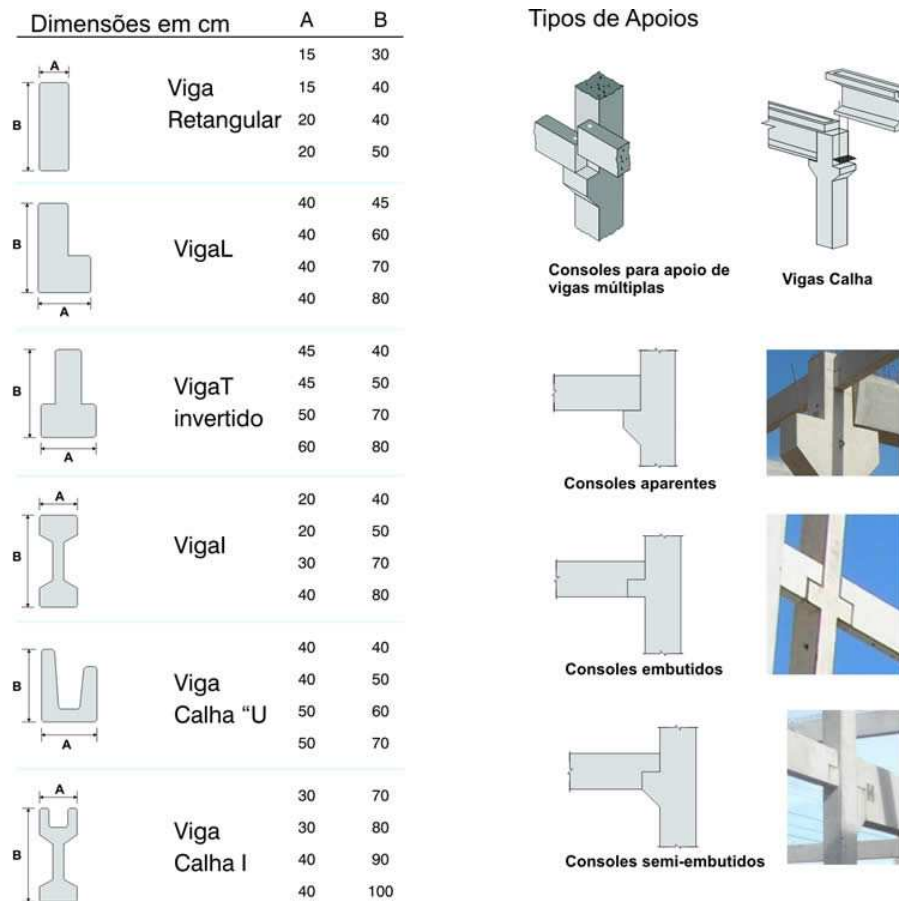 Dimensões em cm A B
A
B
Viga
Retangular
15 30
15 40
20 40
20 50
B
A
VigaL
40 45
40 60
40 70
40 80
B
A
VigaT
invertido
45 40
45 50
50 70
60 80
A
B
VigaI
20 40
20 50
30 70
40 80
B
A
Viga
Calha “U
40 40
40 50
50 60
50 70
A
B
Viga
Calha I
30 70
30 80
40 90
40 100
Tipos de Apoios
Consoles para apoio de
vigas múltiplas
Vigas Calha
Consoles aparentes
Consoles embutidos
Consoles semi-embutidos